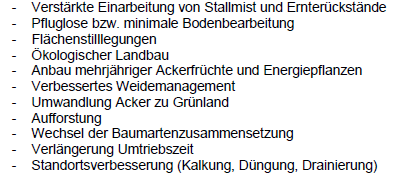 - Verstärkte Einarbeitung von Stallmist und Ernterückstände
- Pfluglose bzw. minimale Bodenbearbeitung
- Flächenstilllegungen
- Ökologischer Landbau
- Anbau mehrjähriger Ackerfrüchte und Energiepflanzen
- Verbessertes Weidemanagement
- Umwandlung Acker zu Grünland
- Aufforstung
- Wechsel der Baumartenzusammensetzung
- Verlängerung Umtriebszeit
- Standortsverbesserung (Kalkung, Düngung, Drainierung)